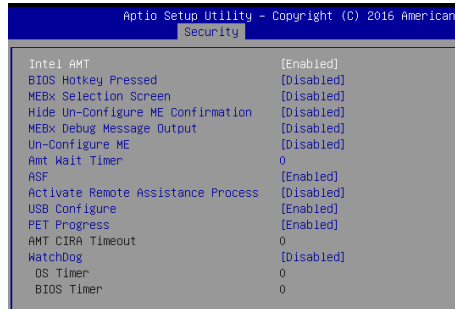 Aptio Setup Utility – Copyright (C) 2016 American
Security
Intel AMT [Enabled]
BIOS Hotkey Pressed [Disabled]
MEBx Selection Screen [Disabled]
Hide Un-Configure ME Confirmation [Disabled]
MEBx Debug Message Output [Disabled]
Un-Configure ME [Disabled]
Amt Wait Timer 0
ASF [Enabled]
Activate Remote Assistance Process [Disabled]
USB Configure [Enabled]
PET Progress [Enabled]
AMT CIRA Timeout 0
WatchDog [Disabled]
OS Timer 0
BIOS Timer 0